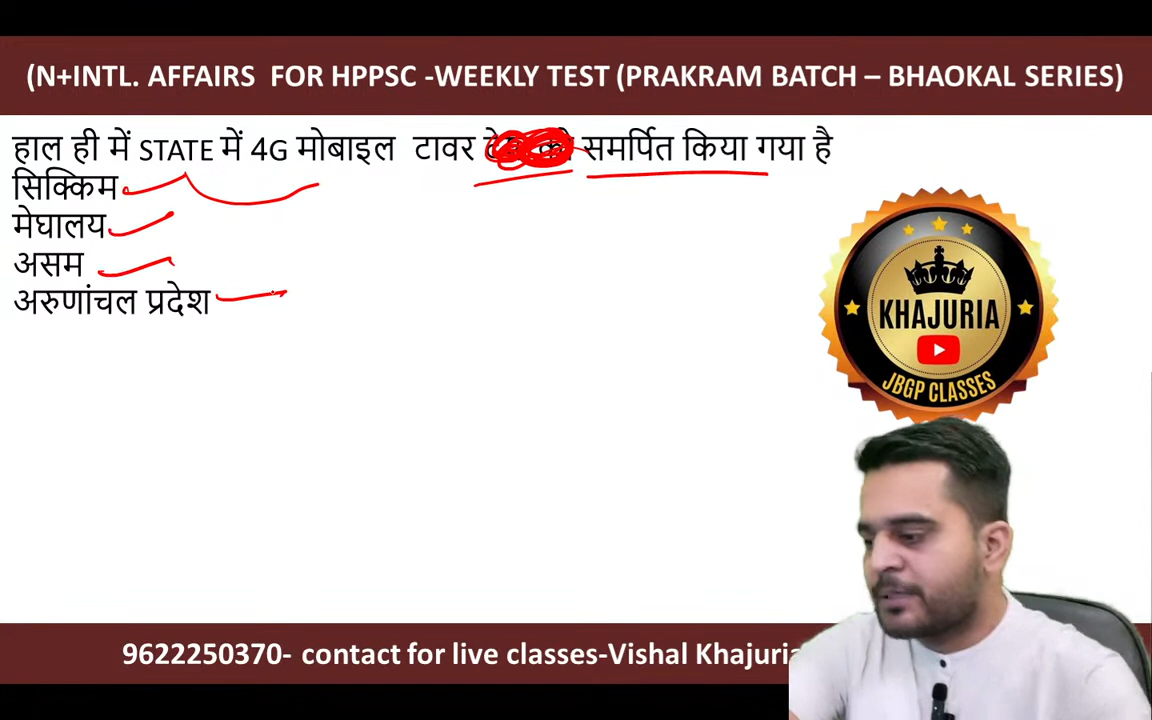 (N+INTL. AFFAIRS FOR HPPSC -WEEKLY TEST (PRAKRAM BATCH – BHAOKAL SERIES)
हाल ही में STATE में 4G मोबाइल टावर समर्पित किया गया है
सिक्किम
मेघालय
असम
अरुणांचल प्रदेश
KHAJURIA
JBGP CLASSES
9622250370- contact for live classes-Vishal Khajuria